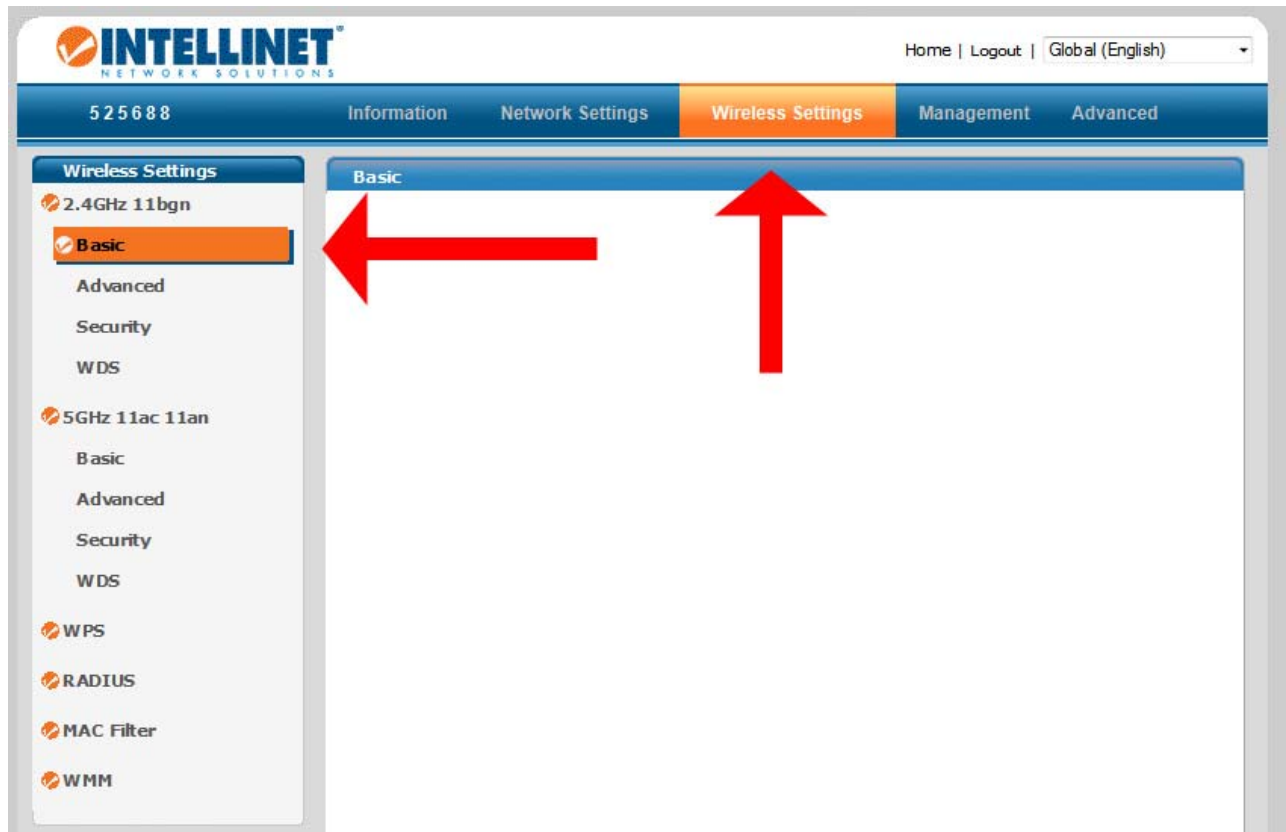 INTELLINET®
NETWORK SOLUTIONS
Home | Logout | Global (English)
525688 Information Network Settings Wireless Settings Management Advanced
Wireless Settings
2.4GHz 11bgn
Basic
Advanced
Security
WDS
5GHz 11ac 11an
Basic
Advanced
Security
WDS
WPS
RADIUS
MAC Filter
WMM
Basic